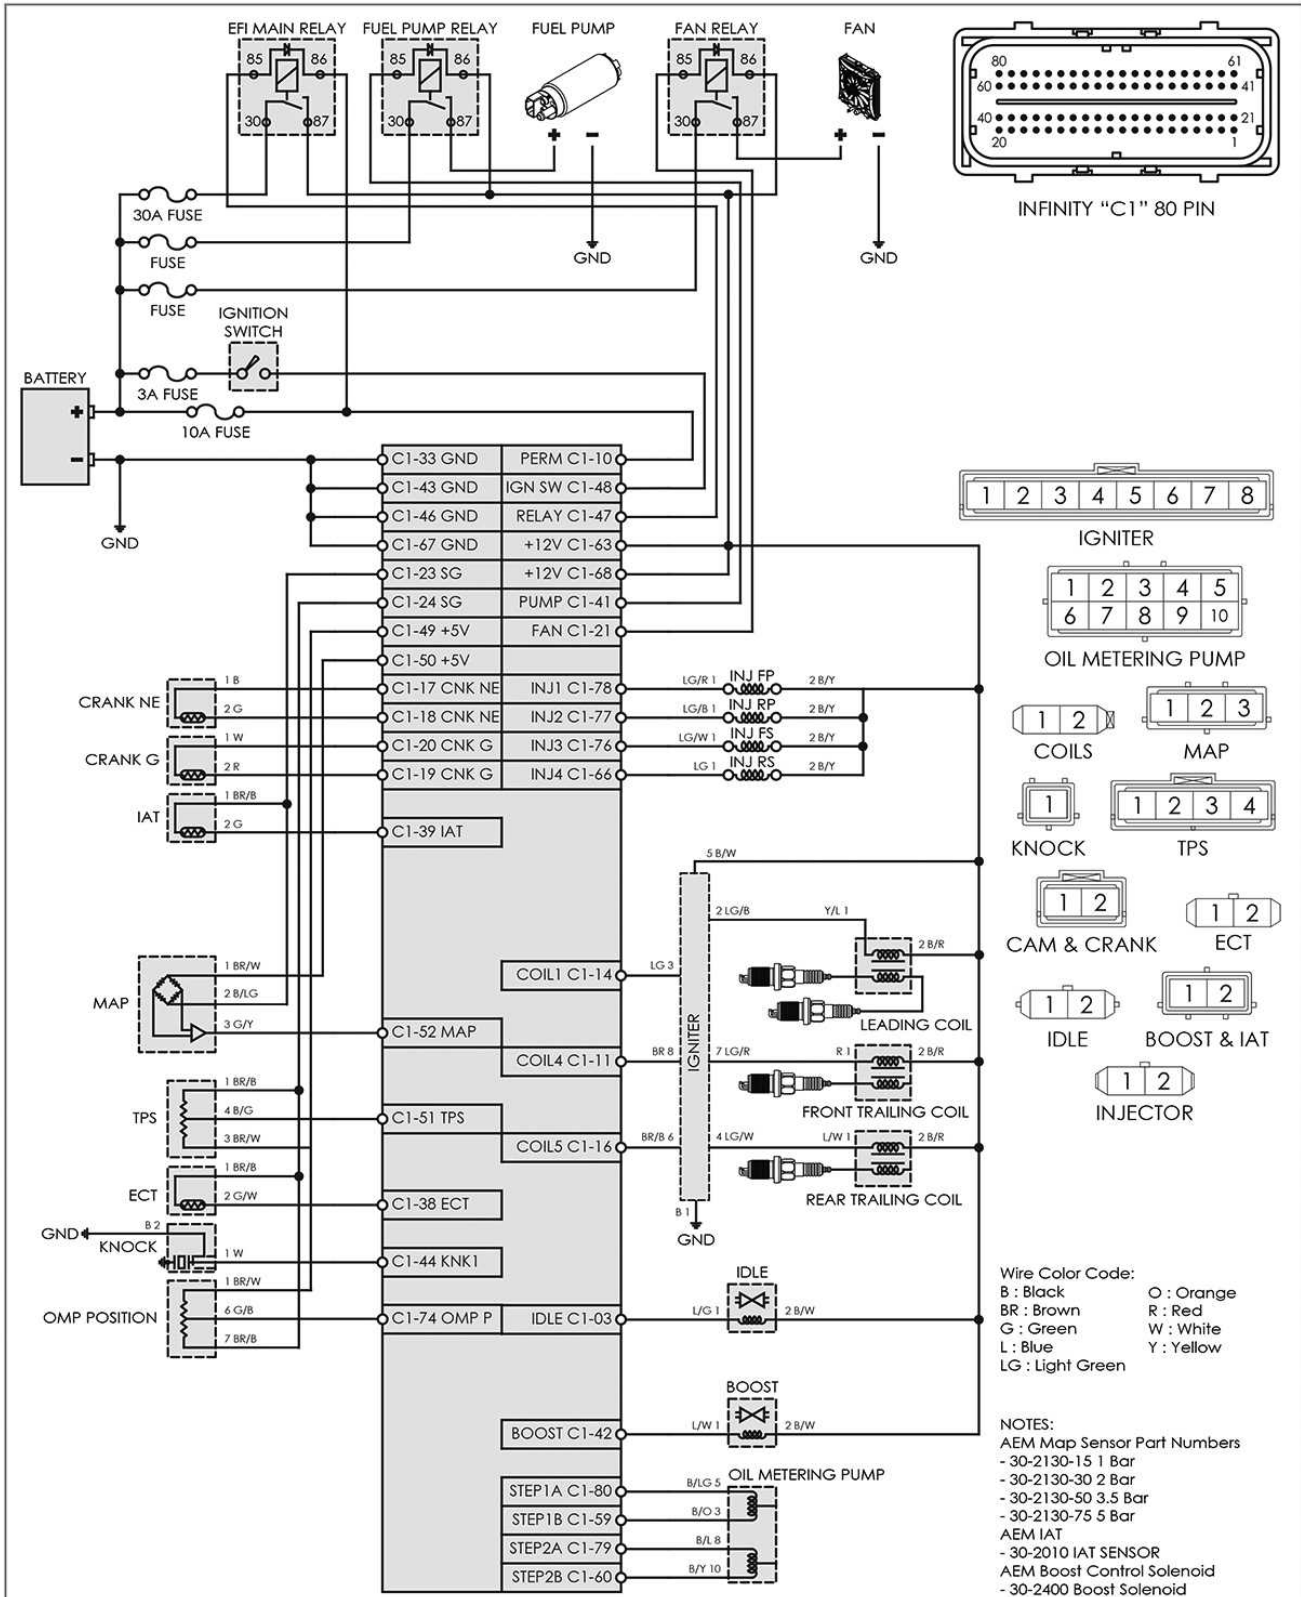 EFI MAIN RELAY
FUEL PUMP RELAY
FUEL PUMP
FAN RELAY
FAN
85 86
30 87
85 86
30 87
85 86
30 87
+ -
+ -
80 61
60 41
40 21
20 1
INFINITY “C1” 80 PIN
30A FUSE
FUSE
FUSE
GND
GND
IGNITION
SWITCH
3A FUSE
10A FUSE
BATTERY
+
-
GND
C1-33 GND
PERM C1-10
C1-43 GND
IGN SW C1-48
C1-46 GND
RELAY C1-47
C1-67 GND
+12V C1-63
C1-23 SG
+12V C1-68
C1-24 SG
PUMP C1-41
C1-49 +5V
FAN C1-21
C1-50 +5V
CRANK NE
1 B
2 G
C1-17 CNK NE
INJ1 C1-78
LG/R 1
INJ FP
2 B/Y
C1-18 CNK NE
INJ2 C1-77
LG/B 1
INJ RP
2 B/Y
CRANK G
1 W
2 R
C1-20 CNK G
INJ3 C1-76
LG/W 1
INJ FS
2 B/Y
C1-19 CNK G
INJ4 C1-66
LG 1
INJ RS
2 B/Y
IAT
1 BR/B
2 G
C1-39 IAT
5 B/W
2 LG/B
Y/L 1
2 B/R
LEADING COIL
MAP
1 BR/W
2 B/LG
3 G/Y
COIL1 C1-14
LG 3
C1-52 MAP
COIL4 C1-11
BR 8
IGNITER
7 LG/R
R 1
2 B/R
FRONT TRAILING COIL
TPS
1 BR/B
4 B/G
3 BR/W
C1-51 TPS
COIL5 C1-16
BR/B 6
4 LG/W
L/W 1
2 B/R
REAR TRAILING COIL
B 1
GND
ECT
1 BR/B
2 G/W
C1-38 ECT
GND
B 2
KNOCK
1 W
C1-44 KNK1
OMP POSITION
1 BR/W
6 G/B
7 BR/B
C1-74 OMP P
IDLE C1-03
L/G 1
IDLE
2 B/W
BOOST C1-42
L/W 1
BOOST
2 B/W
OIL METERING PUMP
STEP1A C1-80
B/LG 5
STEP1B C1-59
B/O 3
STEP2A C1-79
B/L 8
STEP2B C1-60
B/Y 10
1 2 3 4 5 6 7 8
IGNITER
1 2 3 4 5
6 7 8 9 10
OIL METERING PUMP
1 2
COILS
1 2 3
MAP
1
KNOCK
1 2 3 4
TPS
1 2
CAM & CRANK
1 2
ECT
1 2
IDLE
1 2
BOOST & IAT
1 2
INJECTOR
Wire Color Code:
B : Black
O : Orange
BR : Brown
R : Red
G : Green
W : White
L : Blue
Y : Yellow
LG : Light Green
NOTES:
AEM Map Sensor Part Numbers
- 30-2130-15 1 Bar
- 30-2130-30 2 Bar
- 30-2130-50 3.5 Bar
- 30-2130-75 5 Bar
AEM IAT
- 30-2010 IAT SENSOR
AEM Boost Control Solenoid
- 30-2400 Boost Solenoid